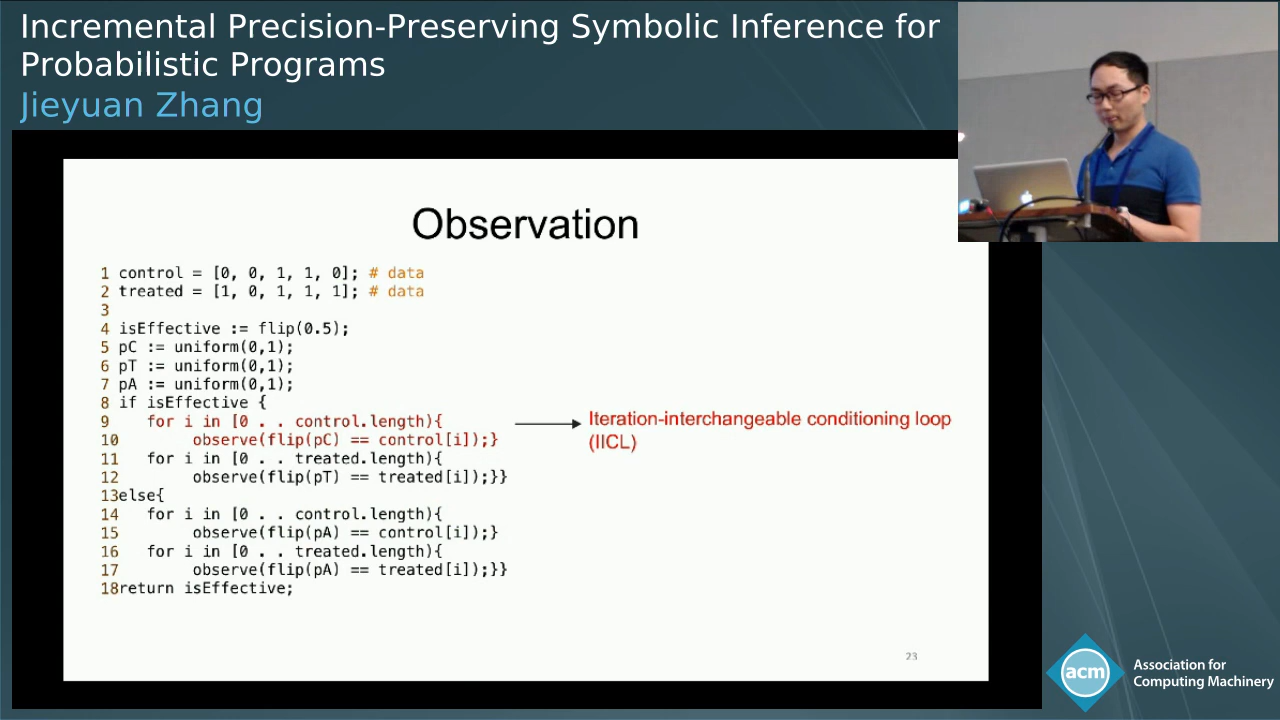 Incremental Precision-Preserving Symbolic Inference for
Probabilistic Programs
Jieyuan Zhang
Observation
1 control = [0, 0, 1, 1, 0]; # data
2 treated = [1, 0, 1, 1, 1]; # data
3
4 isEffective := flip(0.5);
5 pC := uniform(0,1);
6 pT := uniform(0,1);
7 pA := uniform(0,1);
8 if isEffective {
9 for i in [0 . . control.length){
10 observe(flip(pC) == control[i]);}
11 for i in [0 . . treated.length){
12 observe(flip(pT) == treated[i]);}}
13else{
14 for i in [0 . . control.length){
15 observe(flip(pA) == control[i]);}
16 for i in [0 . . treated.length){
17 observe(flip(pA) == treated[i]);}}
18return isEffective;
Iteration-interchangeable conditioning loop
(IICL)
23
acm
Association for
Computing Machinery